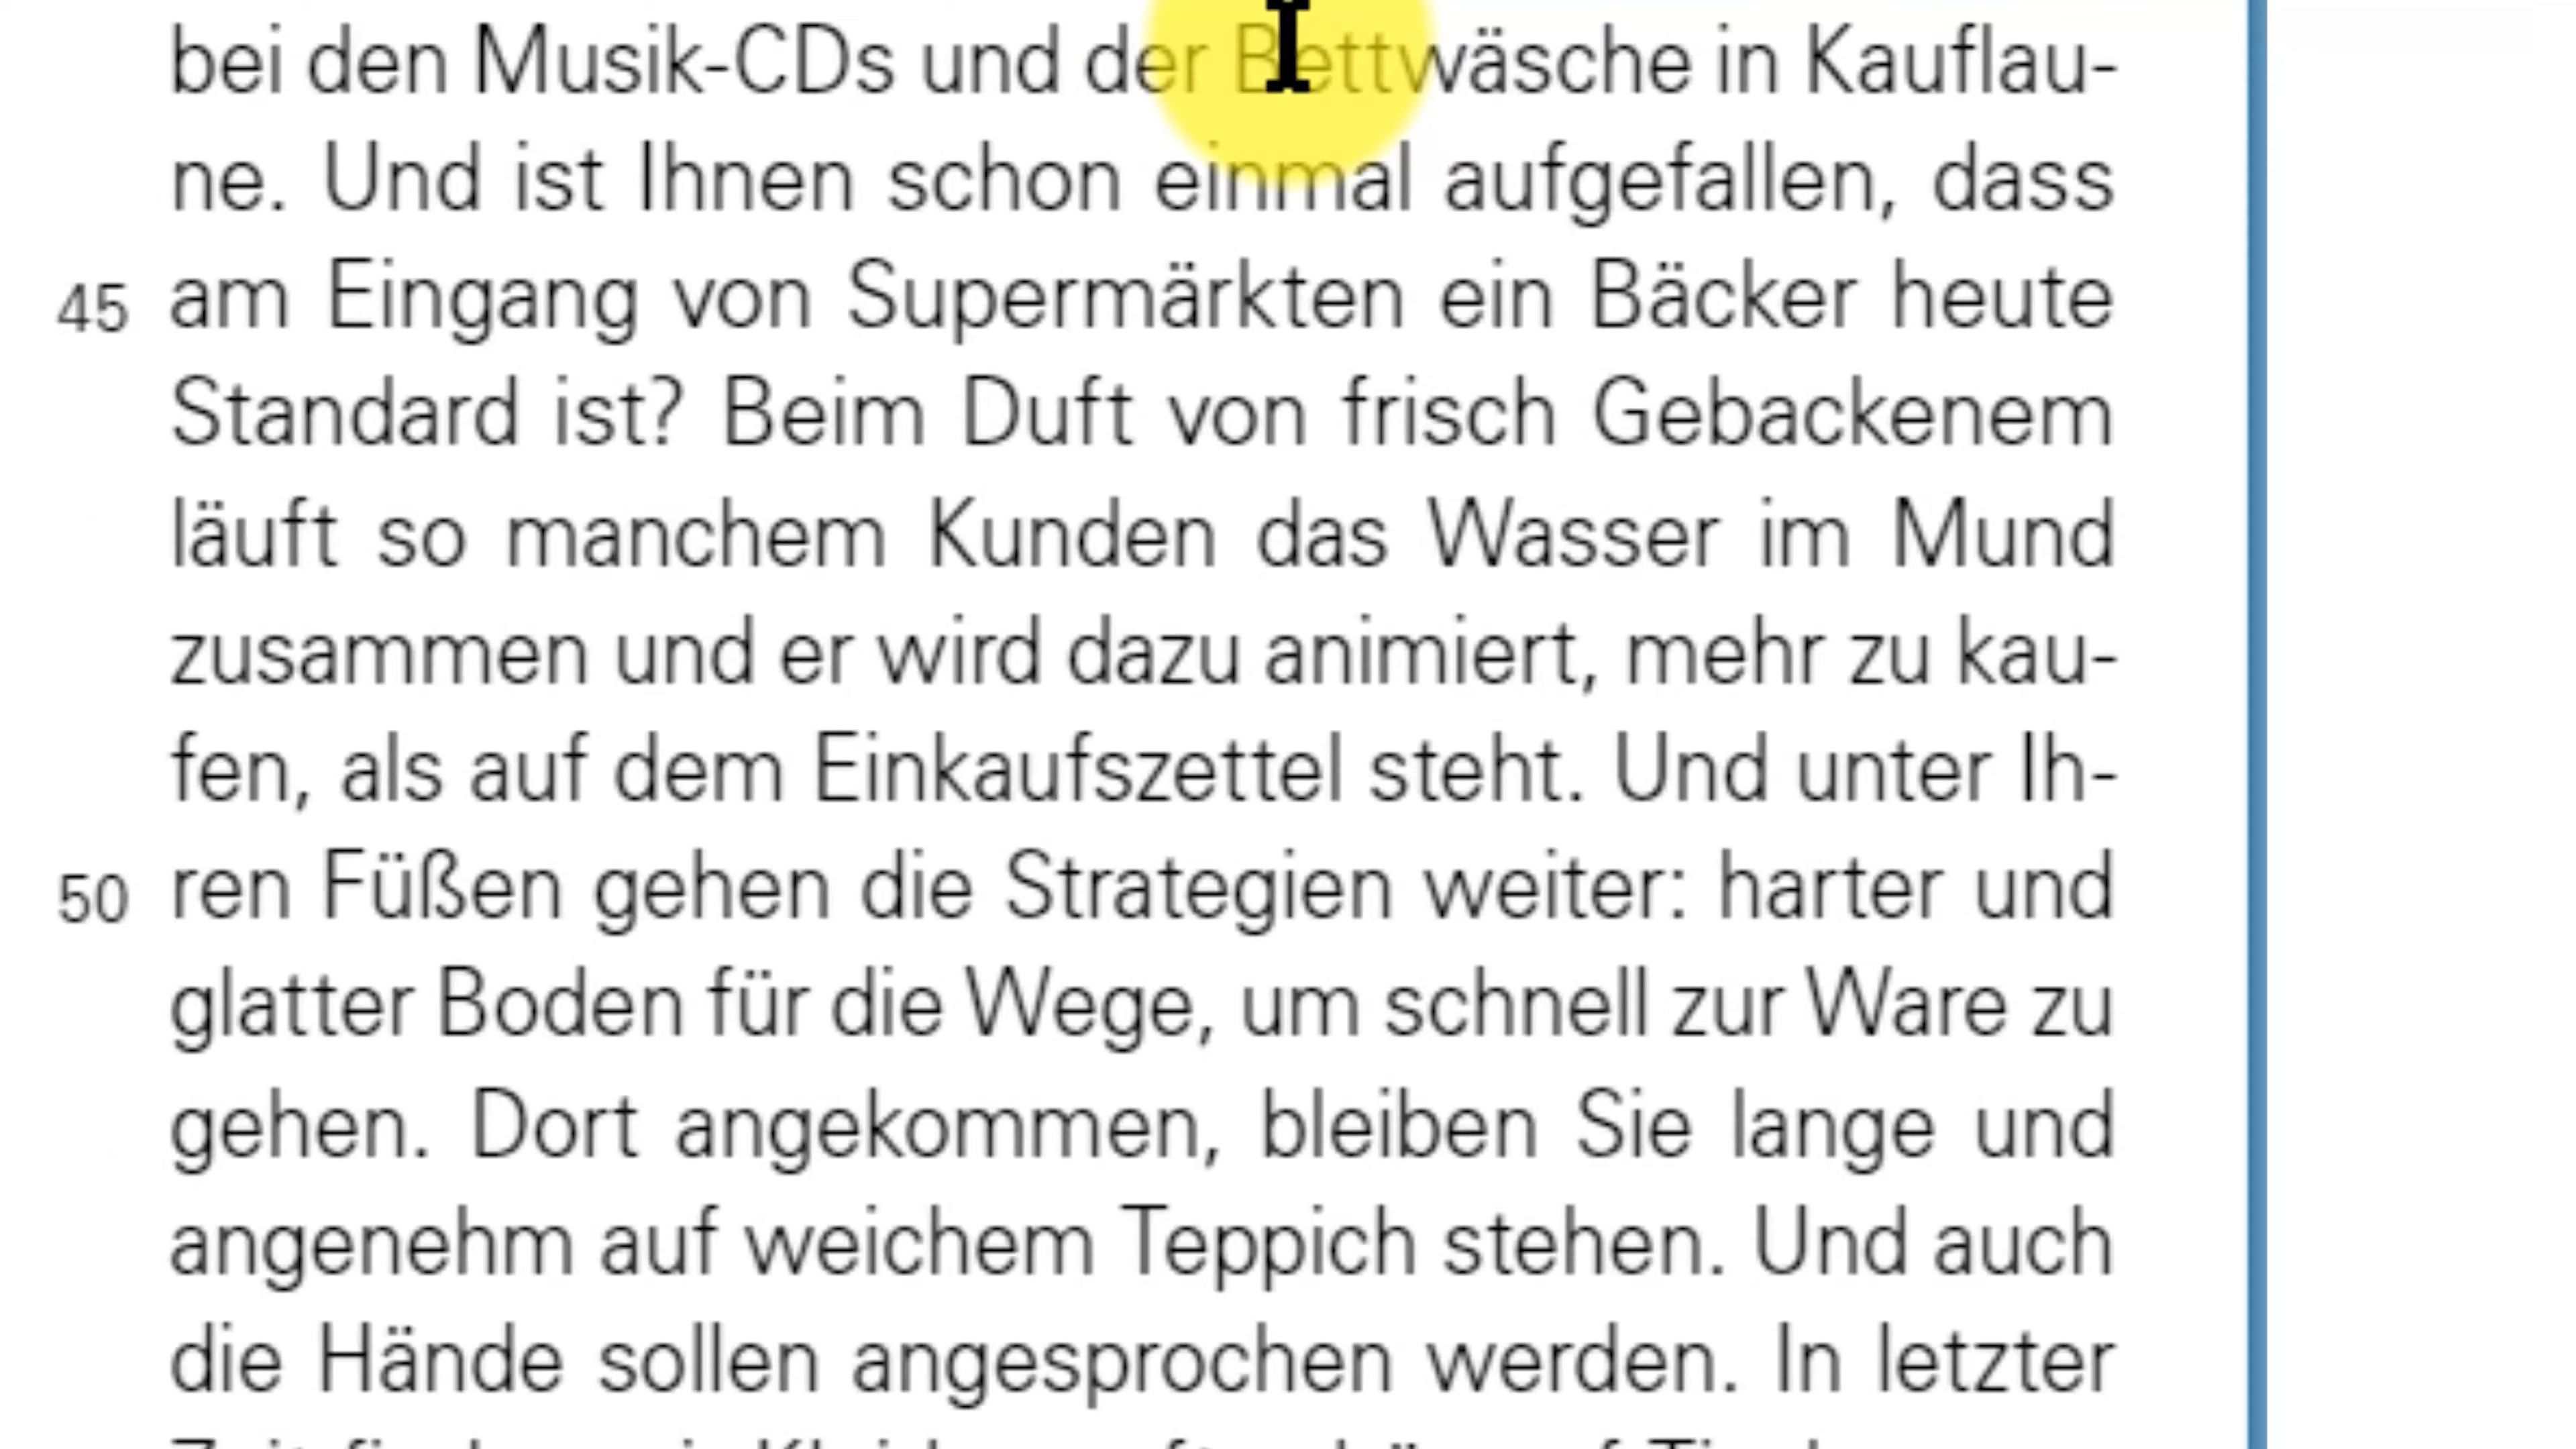 bei den Musik-CDs und der Bettwäsche in Kauflau-
ne. Und ist Ihnen schon einmal aufgefallen, dass
45 am Eingang von Supermärkten ein Bäcker heute
Standard ist? Beim Duft von frisch Gebackenem
läuft so manchem Kunden das Wasser im Mund
zusammen und er wird dazu animiert, mehr zu kau-
fen, als auf dem Einkaufszettel steht. Und unter Ih-
50 ren Füßen gehen die Strategien weiter: harter und
glatter Boden für die Wege, um schnell zur Ware zu
gehen. Dort angekommen, bleiben Sie lange und
angenehm auf weichem Teppich stehen. Und auch
die Hände sollen angesprochen werden. In letzter